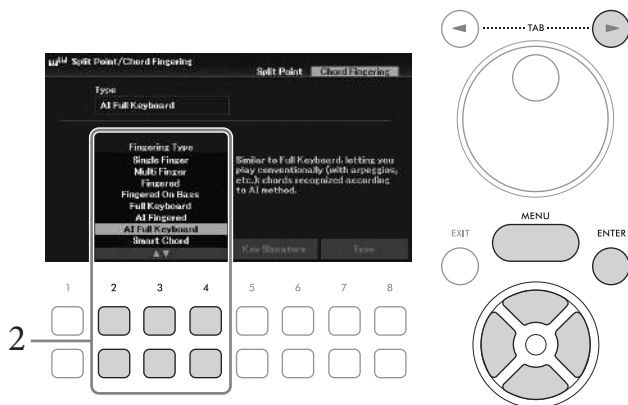 TAB
Split Point/Chord Fingering
Split Point Chord Fingering
Type
AI Full Keyboard
Fingering Type
Single Finger
Multi Finger
Fingered
Fingered On Bass
Full Keyboard
AI Fingered
AI Full Keyboard
Smart Chord
Similar to Full Keyboard, letting you
play conventionally (with arpeggios,
etc.); chords recognized according
to AI method.
Key Signature Type
MENU
EXIT ENTER
1 2 3 4 5 6 7 8
2